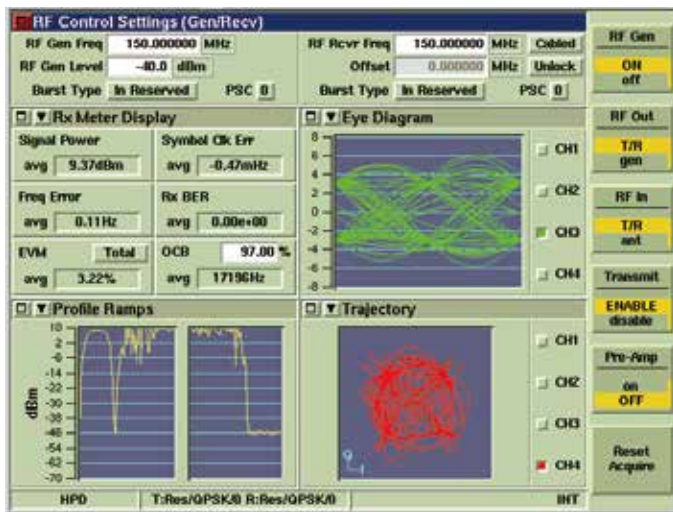 RF Control Settings (Gen/Recv)
RF Gen Freq 150.000000 MHz RF Rcvr Freq 150.000000 MHz Cabled
RF Gen Level -40.0 dBm Offset 0.000000 MHz Unlock
Burst Type In Reserved PSC 0 Burst Type In Reserved PSC 0
Rx Meter Display
Signal Power Symbol Clk Err
avg 9.37dBm avg -0.47mHz
Freq Error Rx BER
avg 0.11Hz avg 0.00e+00
EVM Total OCB 97.00 %
avg 3.22% avg 17196Hz
Eye Diagram
8
6
4
2
0
-2
-4
-6
-8
CH1
CH2
CH3
CH4
Profile Ramps
dBm
10
2
-6
-14
-22
-30
-38
-46
-54
-62
-70
Trajectory
Q
I
CH1
CH2
CH3
CH4
HPD T:Res/QPSK/0 R:Res/QPSK/0 INT
RF Gen
ON
off
RF Out
T/R
gen
RF In
T/R
ant
Transmit
ENABLE
disable
Pre-Amp
on
OFF
Reset
Acquire